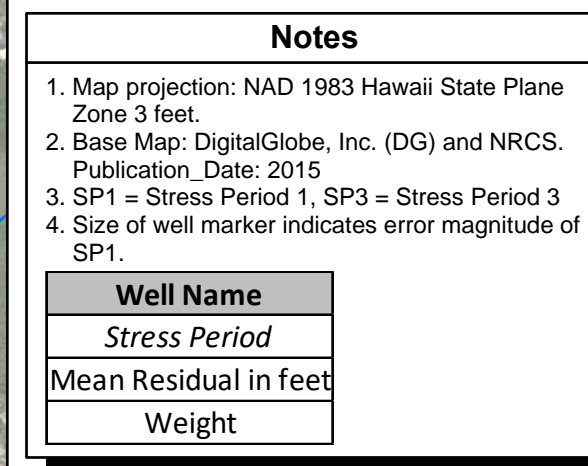 Notes
1. Map projection: NAD 1983 Hawaii State Plane
Zone 3 feet.
2. Base Map: DigitalGlobe, Inc. (DG) and NRCS.
Publication_Date: 2015
3. SP1 = Stress Period 1, SP3 = Stress Period 3
4. Size of well marker indicates error magnitude of
SP1.
Well Name
Stress Period
Mean Residual in feet
Weight